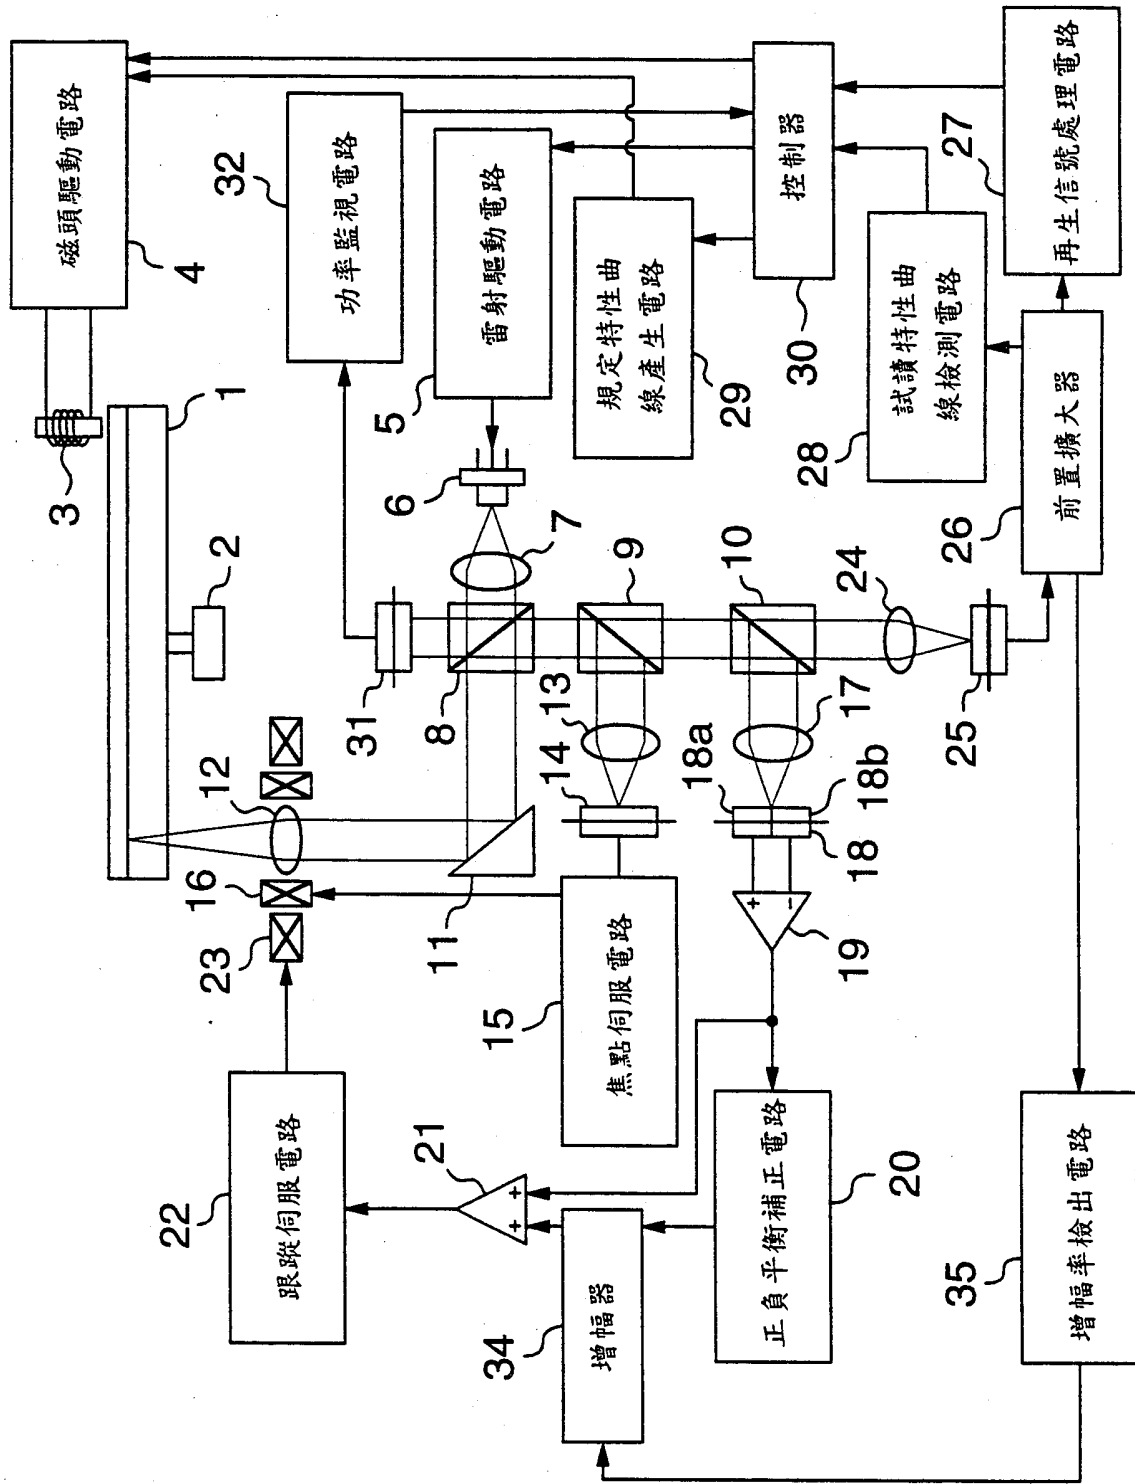 磁頭驅動電路
4
3
1
2
12
16
23
跟蹤伺服電路
22
32
功率監視電路
31
11
21
5
雷射驅動電路
6
7
8
13
14
15
焦點伺服電路
34
增幅器
+
+
規定特性曲
線產生電路
29
9
10
17
18a
18b
18
+
−
19
正負平衡補正電路
20
控制器
30
試讀特性曲
線檢測電路
28
24
25
27
再生信號處理電路
26
前置擴大器
35
增幅率檢出電路